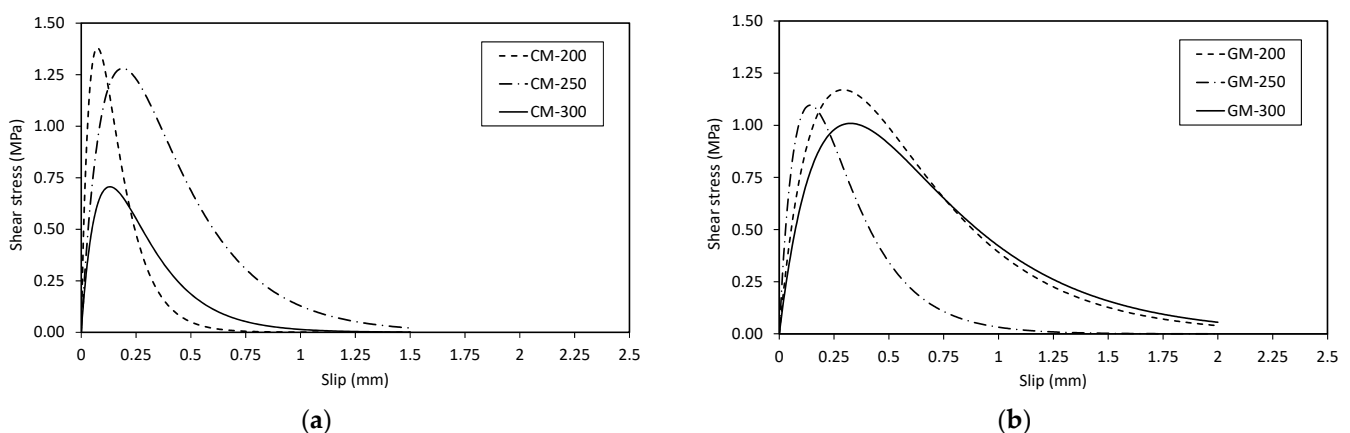 1.50
1.25
1.00
0.75
0.50
0.25
0.00
Shear stress (MPa)
CM-200
CM-250
CM-300
0 0.25 0.5 0.75 1 1.25 1.5 1.75 2 2.25 2.5
Slip (mm)
(a)
1.50
1.25
1.00
0.75
0.50
0.25
0.00
Shear stress (MPa)
GM-200
GM-250
GM-300
0 0.25 0.5 0.75 1 1.25 1.5 1.75 2 2.25 2.5
Slip (mm)
(b)